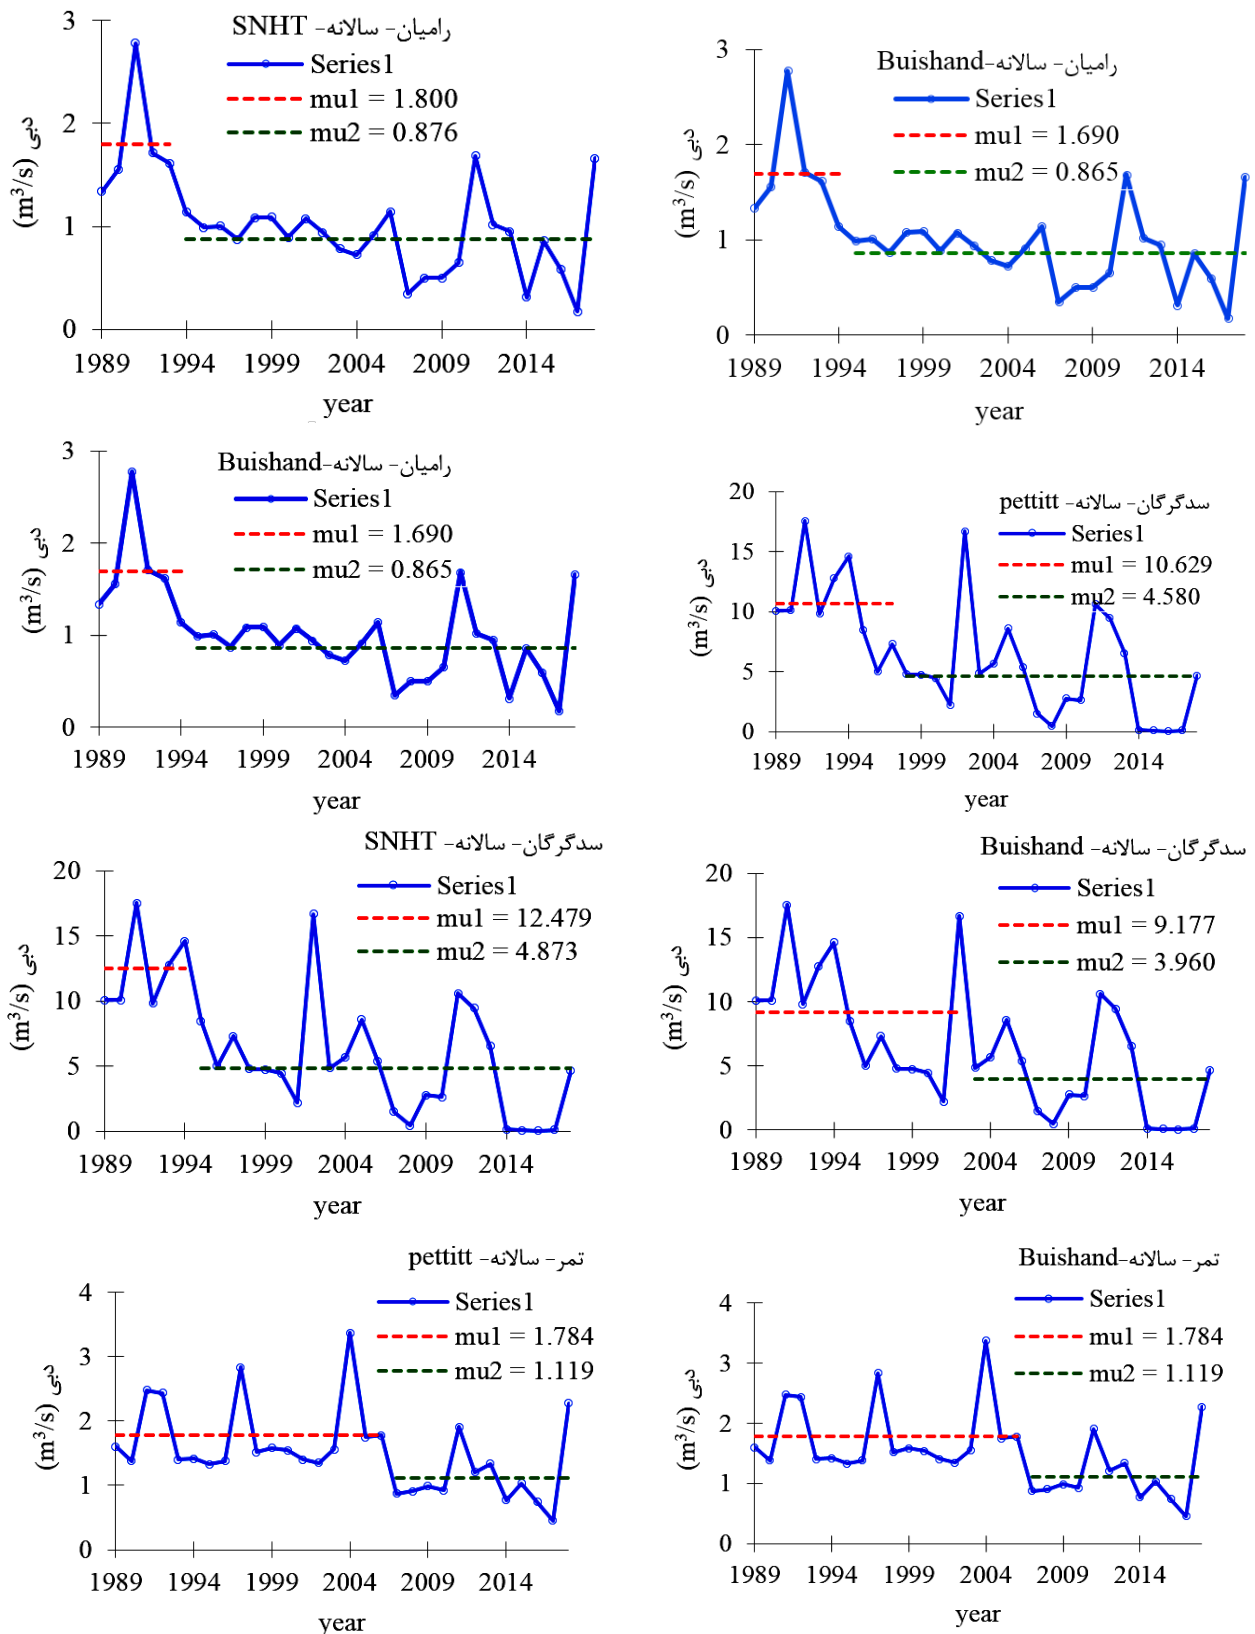 SNHT -رامیان- سالانه
Series1
mu1 = 1.800
mu2 = 0.876
دبی (m³/s)
3
2
1
0
1989 1994 1999 2004 2009 2014
year
Buishand-رامیان- سالانه
Series1
mu1 = 1.690
mu2 = 0.865
دبی (m³/s)
3
2
1
0
1989 1994 1999 2004 2009 2014
year
Buishand-رامیان- سالانه
Series1
mu1 = 1.690
mu2 = 0.865
دبی (m³/s)
3
2
1
0
1989 1994 1999 2004 2009 2014
year
pettitt -سدگرگان- سالانه
Series1
mu1 = 10.629
mu2 = 4.580
دبی (m³/s)
20
15
10
5
0
1989 1994 1999 2004 2009 2014
year
SNHT -سدگرگان- سالانه
Series1
mu1 = 12.479
mu2 = 4.873
دبی (m³/s)
20
15
10
5
0
1989 1994 1999 2004 2009 2014
year
Buishand -سدگرگان- سالانه
Series1
mu1 = 9.177
mu2 = 3.960
دبی (m³/s)
20
15
10
5
0
1989 1994 1999 2004 2009 2014
year
pettitt -تمر- سالانه
Series1
mu1 = 1.784
mu2 = 1.119
دبی (m³/s)
4
3
2
1
0
1989 1994 1999 2004 2009 2014
year
Buishand-تمر- سالانه
Series1
mu1 = 1.784
mu2 = 1.119
دبی (m³/s)
4
3
2
1
0
1989 1994 1999 2004 2009 2014
year